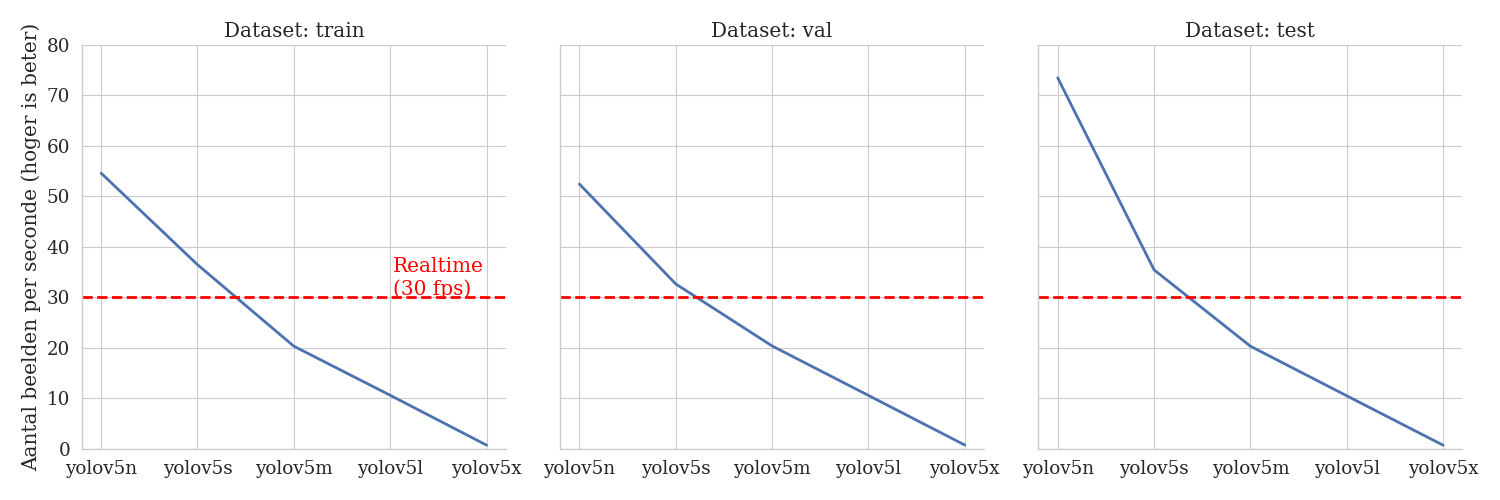 Dataset: train
Dataset: val
Dataset: test
Aantal beelden per seconde (hoger is beter)
80
70
60
50
40
30
20
10
0
Realtime
(30 fps)
yolov5n yolov5s yolov5m yolov5l yolov5x
yolov5n yolov5s yolov5m yolov5l yolov5x
yolov5n yolov5s yolov5m yolov5l yolov5x